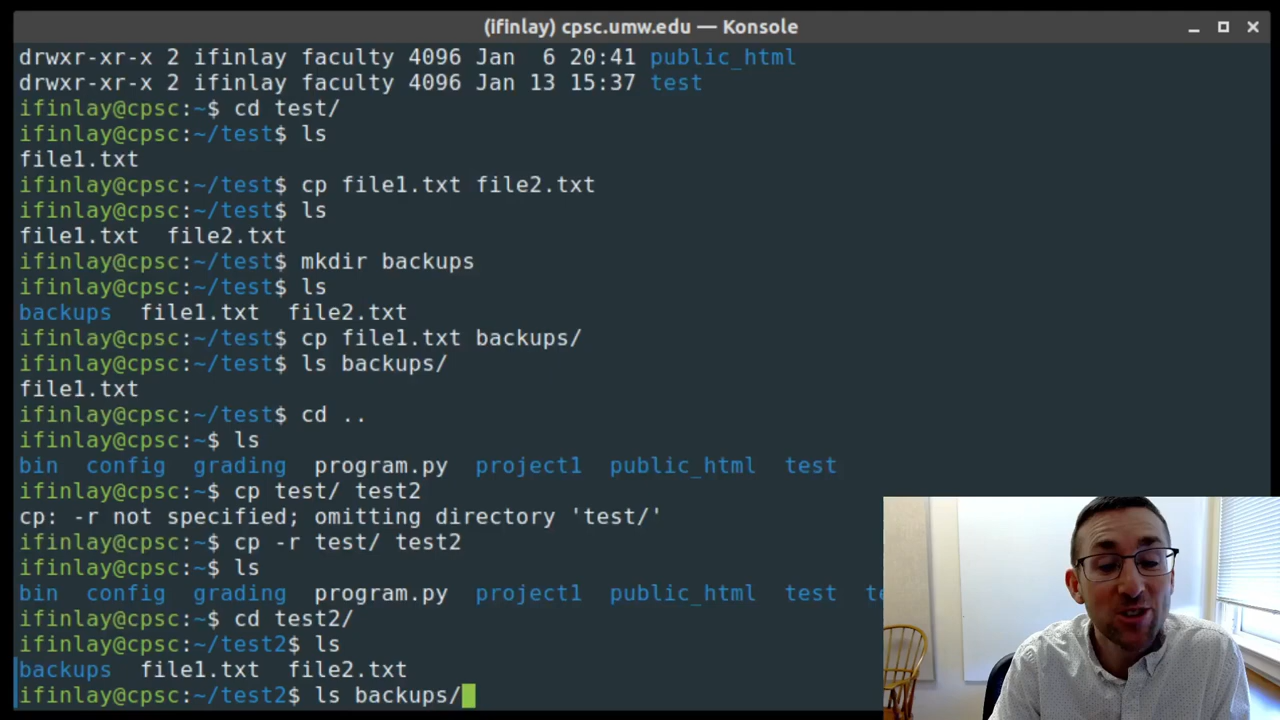 (ifinlay) cpsc.umw.edu — Konsole
drwxr-xr-x 2 ifinlay faculty 4096 Jan  6 20:41 public_html
drwxr-xr-x 2 ifinlay faculty 4096 Jan 13 15:37 test
ifinlay@cpsc:~$ cd test/
ifinlay@cpsc:~/test$ ls
file1.txt
ifinlay@cpsc:~/test$ cp file1.txt file2.txt
ifinlay@cpsc:~/test$ ls
file1.txt  file2.txt
ifinlay@cpsc:~/test$ mkdir backups
ifinlay@cpsc:~/test$ ls
backups  file1.txt  file2.txt
ifinlay@cpsc:~/test$ cp file1.txt backups/
ifinlay@cpsc:~/test$ ls backups/
file1.txt
ifinlay@cpsc:~/test$ cd ..
ifinlay@cpsc:~$ ls
bin  config  grading  program.py  project1  public_html  test
ifinlay@cpsc:~$ cp test/ test2
cp: -r not specified; omitting directory 'test/'
ifinlay@cpsc:~$ cp -r test/ test2
ifinlay@cpsc:~$ ls
bin  config  grading  program.py  project1  public_html  test
ifinlay@cpsc:~$ cd test2/
ifinlay@cpsc:~/test2$ ls
backups  file1.txt  file2.txt
ifinlay@cpsc:~/test2$ ls backups/